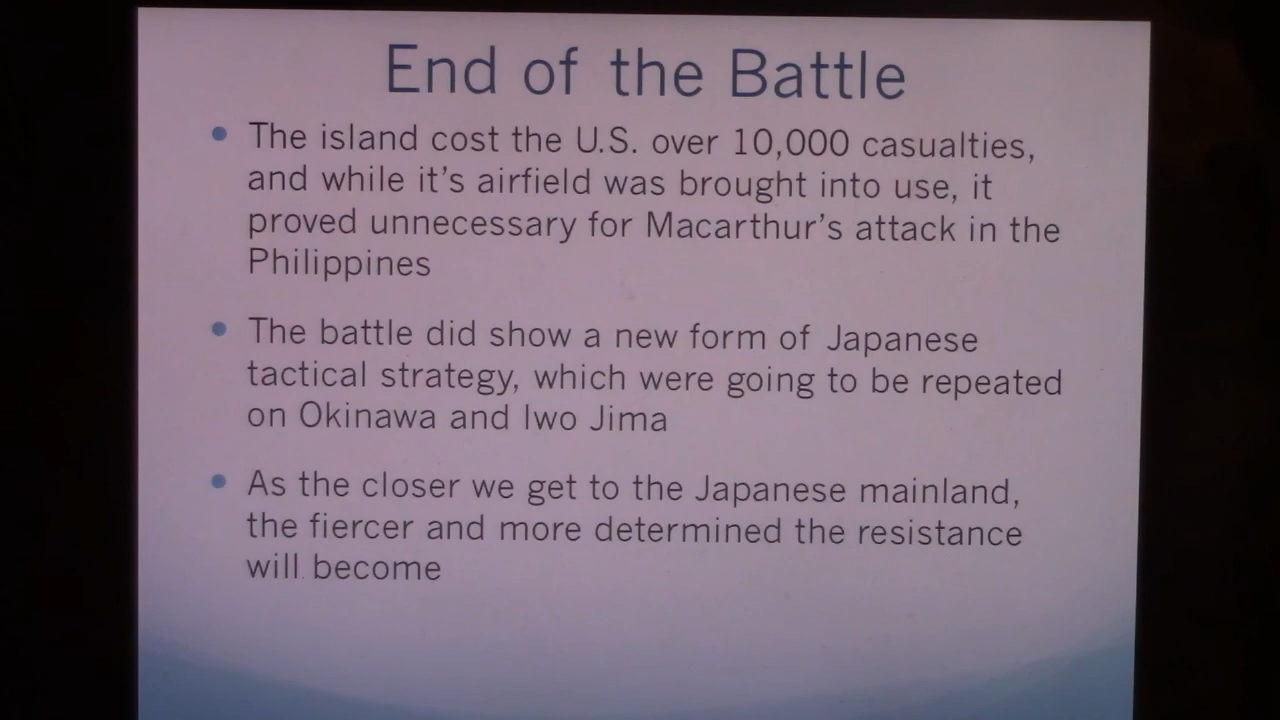 End of the Battle
• The island cost the U.S. over 10,000 casualties,
and while it's airfield was brought into use, it
proved unnecessary for Macarthur's attack in the
Philippines
• The battle did show a new form of Japanese
tactical strategy, which were going to be repeated
on Okinawa and Iwo Jima
• As the closer we get to the Japanese mainland,
the fiercer and more determined the resistance
will become